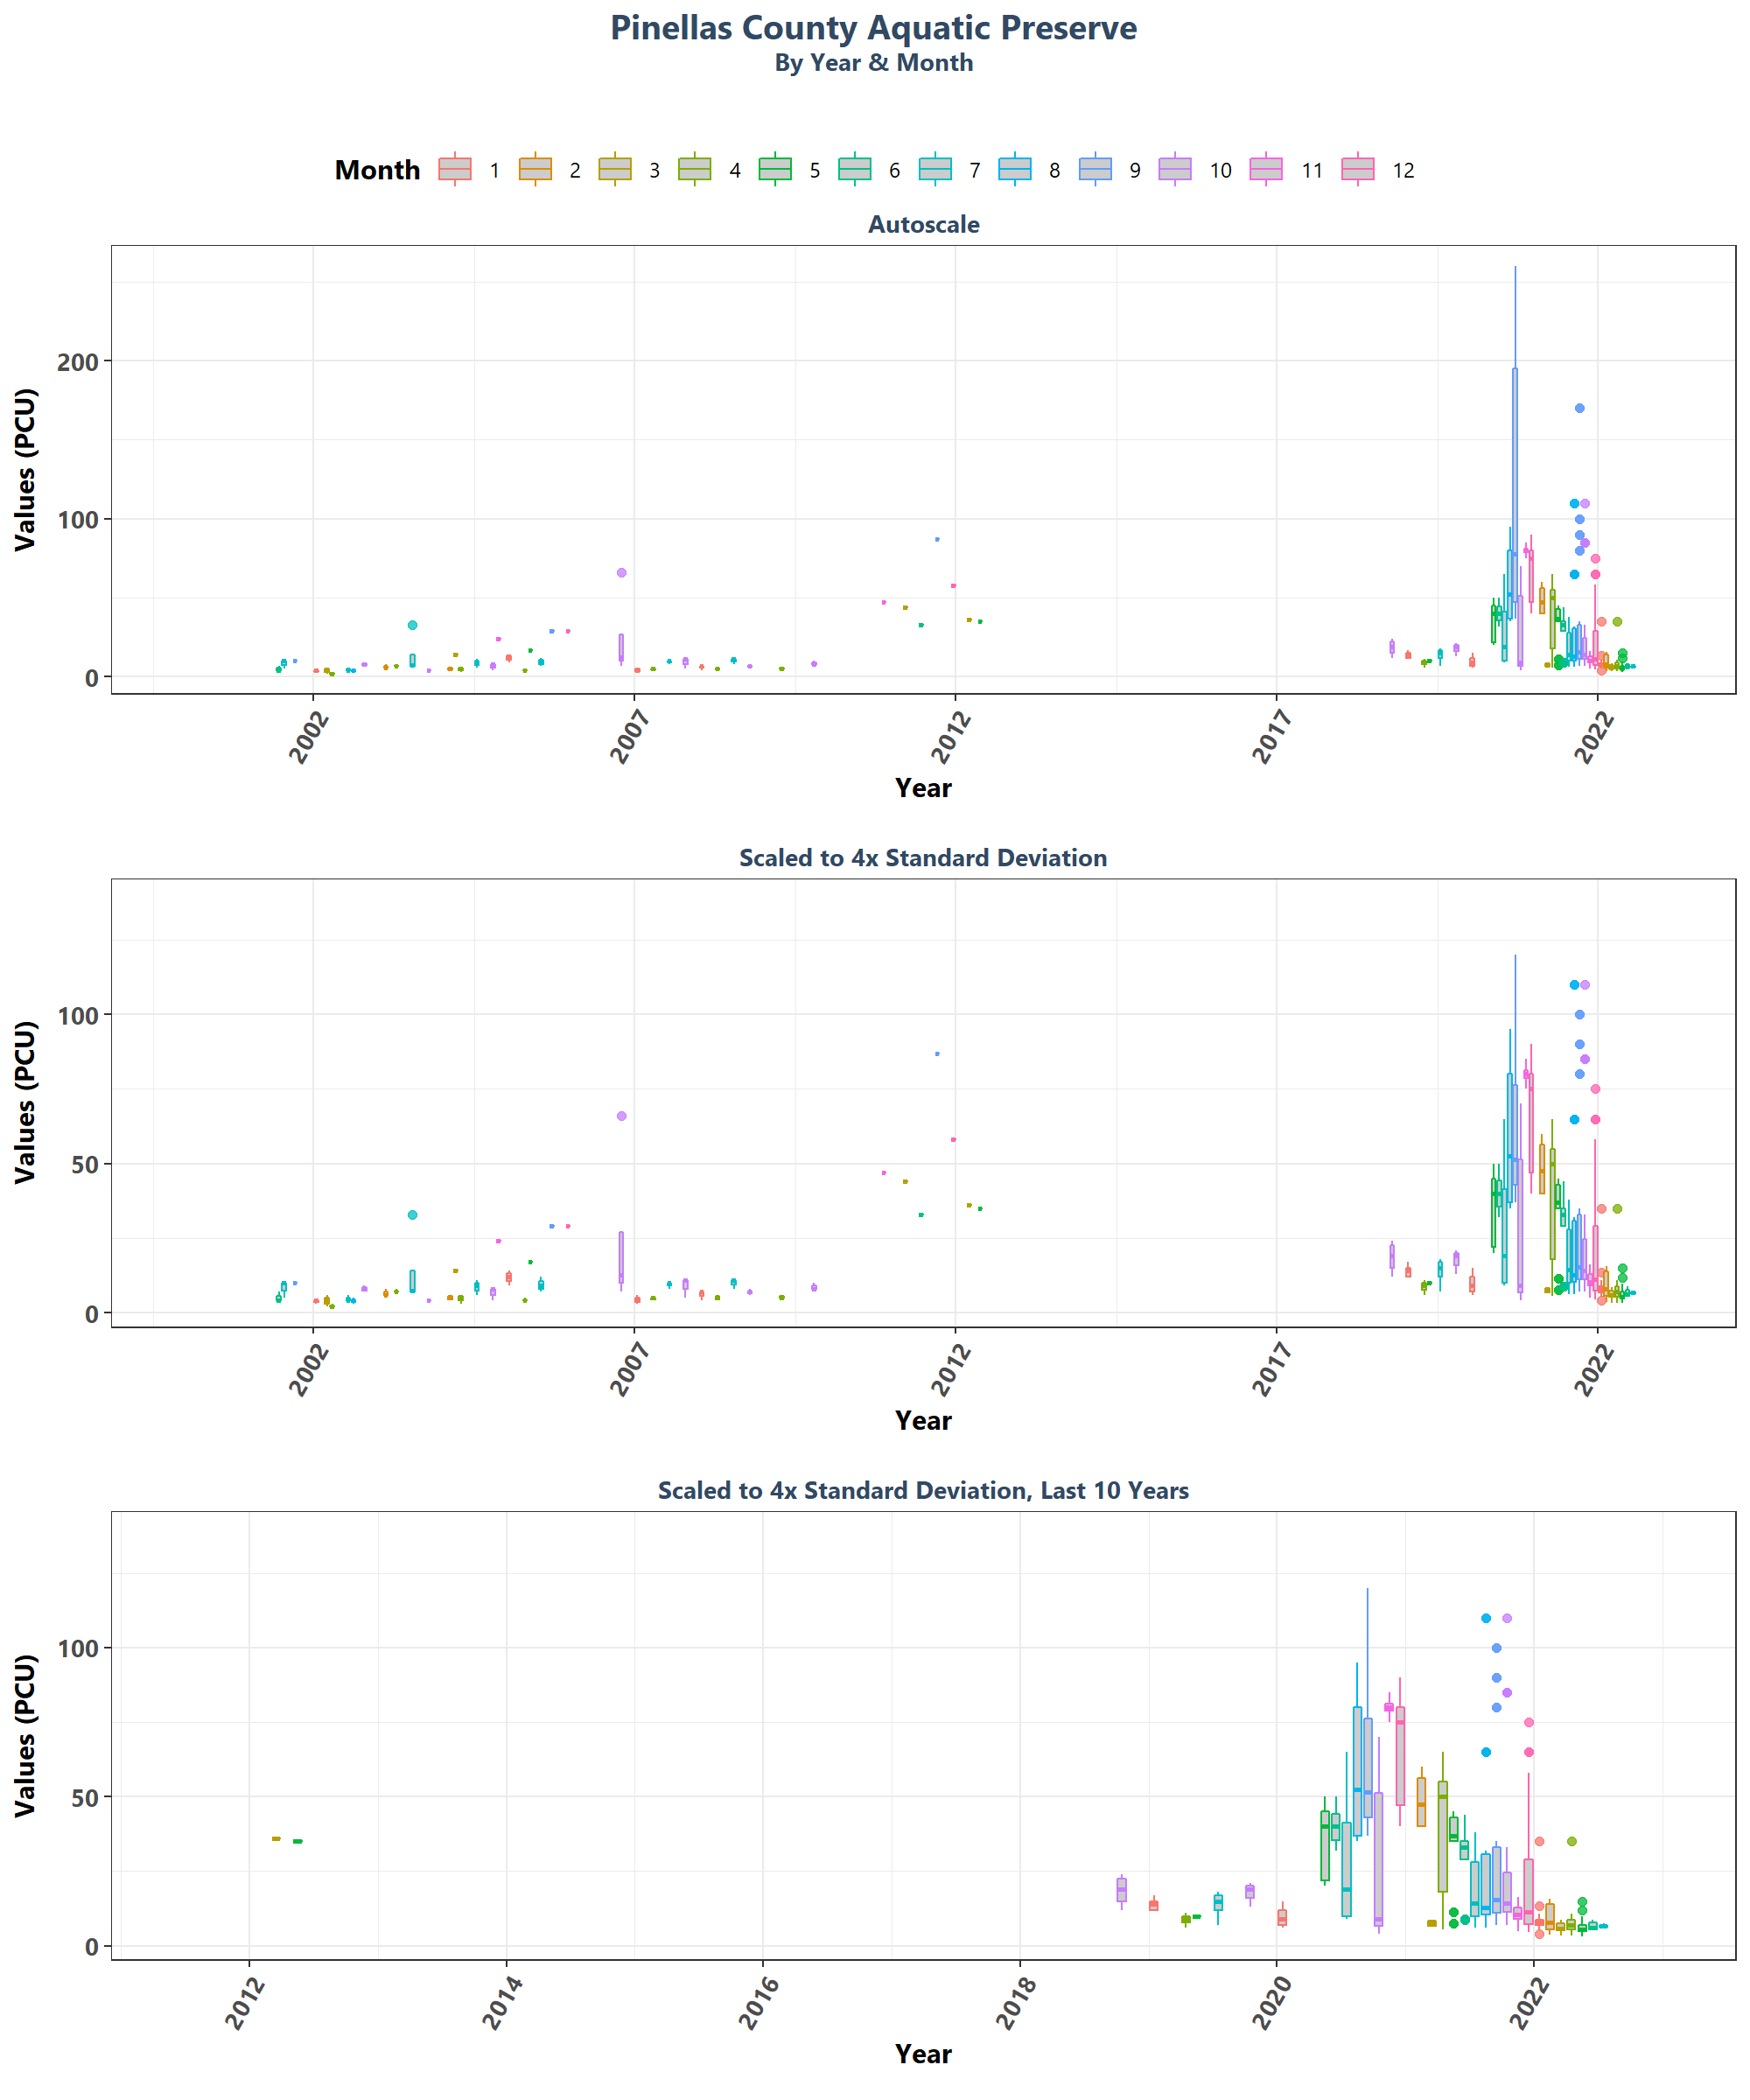 Pinellas County Aquatic Preserve
By Year & Month
Month 1 2 3 4 5 6 7 8 9 10 11 12
Autoscale
Values (PCU)
200
100
0
2002 2007 2012 2017 2022
Year
Scaled to 4x Standard Deviation
Values (PCU)
100
50
0
2002 2007 2012 2017 2022
Year
Scaled to 4x Standard Deviation, Last 10 Years
Values (PCU)
100
50
0
2012 2014 2016 2018 2020 2022
Year